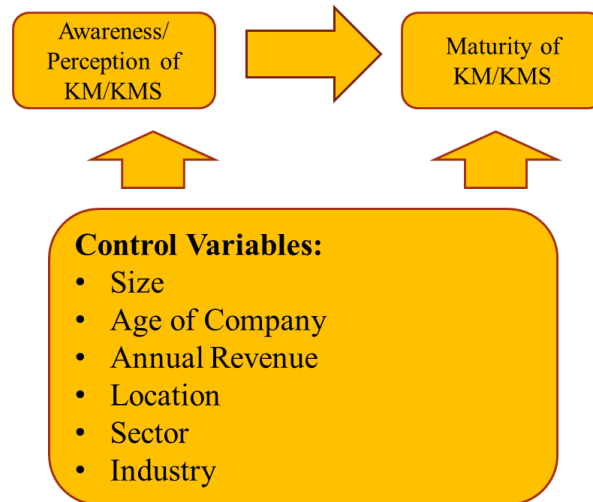 Awareness/
Perception of
KM/KMS
Maturity of
KM/KMS
Control Variables:
• Size
• Age of Company
• Annual Revenue
• Location
• Sector
• Industry